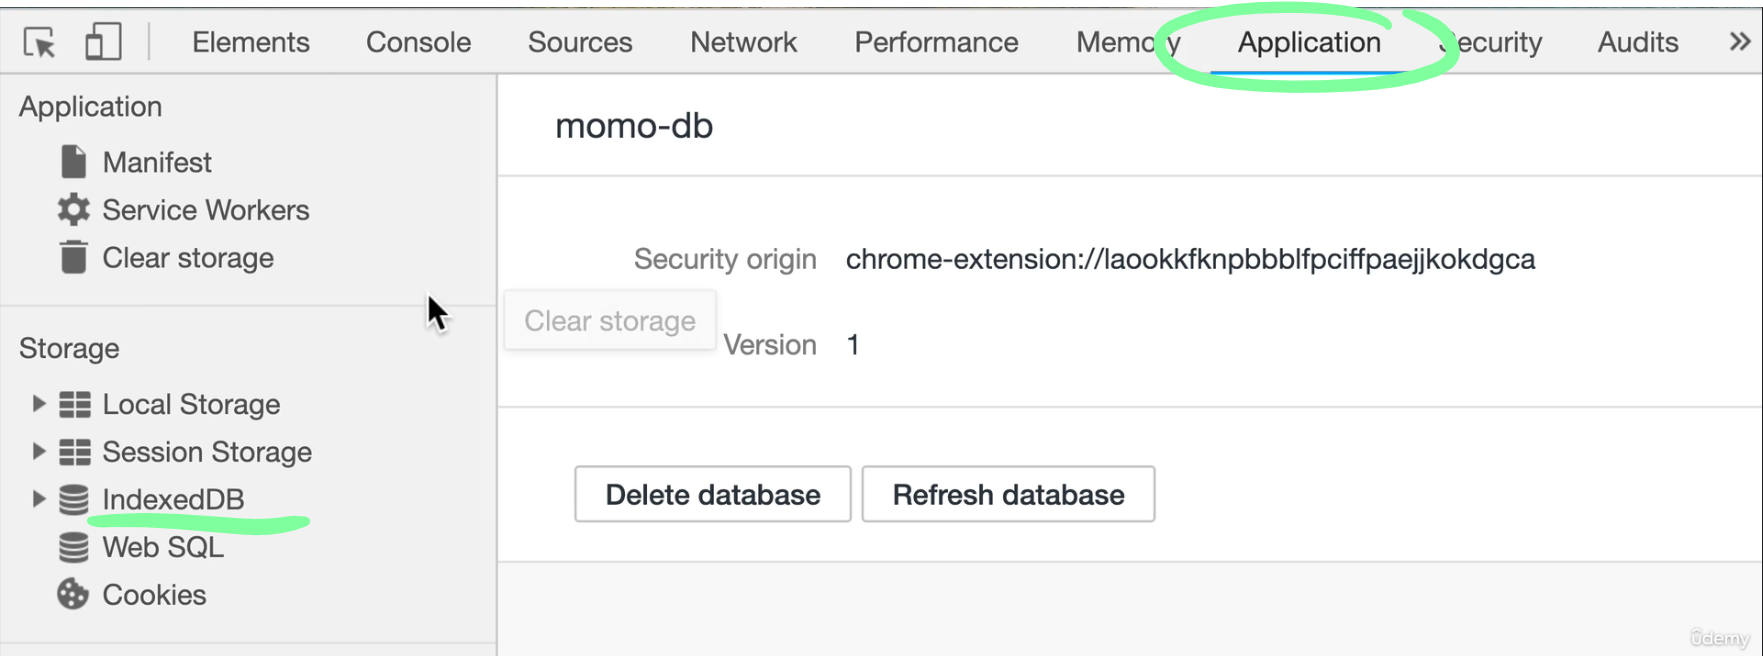 Elements Console Sources Network Performance Memory Application Security Audits »
Application
Manifest
Service Workers
Clear storage
Storage
Local Storage
Session Storage
IndexedDB
Web SQL
Cookies
momo-db
Security origin chrome-extension://laookkfknpbbblfpciffpaejjkokdgca
Clear storage
Version 1
Delete database Refresh database
ûdemy